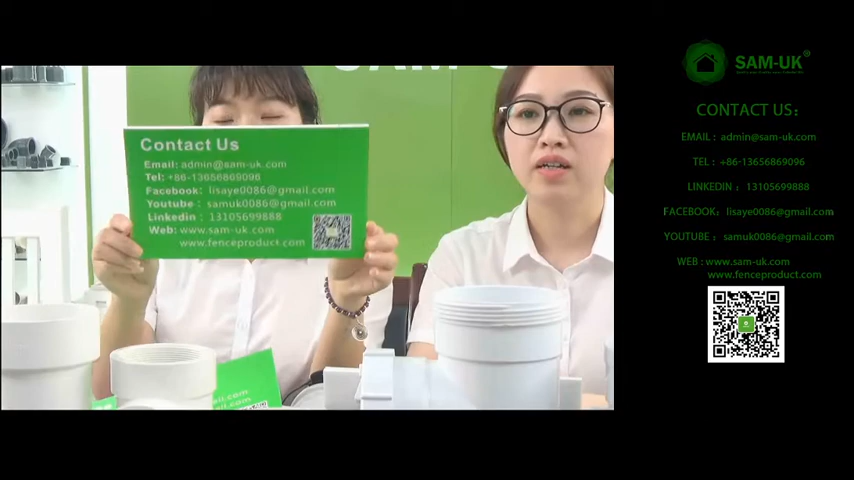 Contact Us
Email: admin@sam-uk.com
Tel: +86-13656869096
Facebook: lisaye0086@gmail.com
Youtube: samuk0086@gmail.com
Linkedin: 13105699888
Web: www.sam-uk.com
www.fenceproduct.com
SAM-UK®
CONTACT US:
EMAIL : admin@sam-uk.com
TEL : +86-13656869096
LINKEDIN : 13105699888
FACEBOOK: lisaye0086@gmail.com
YOUTUBE : samuk0086@gmail.com
WEB : www.sam-uk.com
www.fenceproduct.com